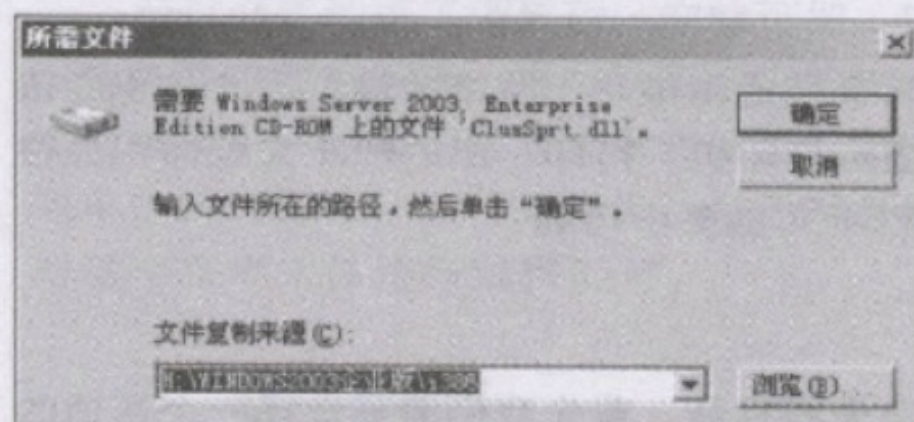 所需文件
需要 Windows Server 2003, Enterprise
Edition CD-ROM 上的文件 'ClusSprt.dll'。
确定
取消
输入文件所在的路径，然后单击“确定”。
文件复制来源(C):
浏览(B)...